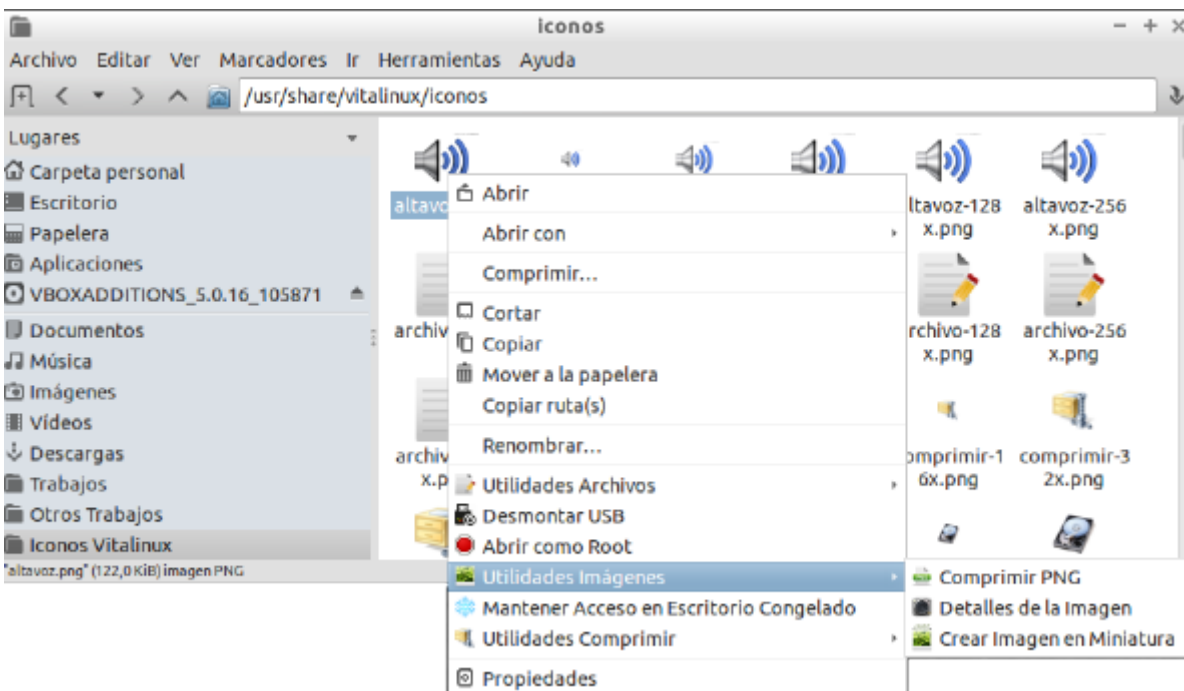 iconos
Archivo Editar Ver Marcadores Ir Herramientas Ayuda
/usr/share/vitalinux/iconos
Lugares
Carpeta personal
Escritorio
Papelera
Aplicaciones
VBOXADDITIONS_5.0.16_105871
Documentos
Música
Imágenes
Vídeos
Descargas
Trabajos
Otros Trabajos
Iconos Vitalinux
"altavoz.png" (122,0 KiB) imagen PNG
altavo
ltavoz-128
x.png
altavoz-256
x.png
archiv
rchivo-128
x.png
archivo-256
x.png
archiv
x.p
omprimir-1
6x.png
comprimir-3
2x.png
Abrir
Abrir con
Comprimir...
Cortar
Copiar
Mover a la papelera
Copiar ruta(s)
Renombrar...
Utilidades Archivos
Desmontar USB
Abrir como Root
Utilidades Imágenes
Mantener Acceso en Escritorio Congelado
Utilidades Comprimir
Propiedades
Comprimir PNG
Detalles de la Imagen
Crear Imagen en Miniatura